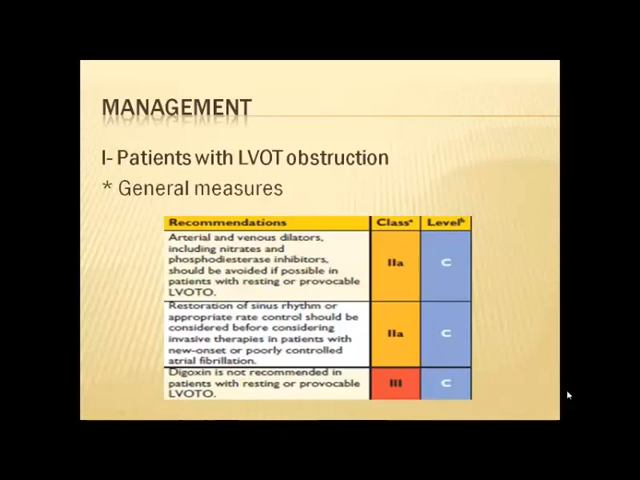 MANAGEMENT
I- Patients with LVOT obstruction
* General measures
Recommendations Classᵃ Levelᵇ
Arterial and venous dilators,
including nitrates and
phosphodiesterase inhibitors,
should be avoided if possible in
patients with resting or provocable
LVOTO.
IIa C
Restoration of sinus rhythm or
appropriate rate control should be
considered before considering
invasive therapies in patients with
new-onset or poorly controlled
atrial fibrillation.
IIa C
Digoxin is not recommended in
patients with resting or provocable
LVOTO.
III C